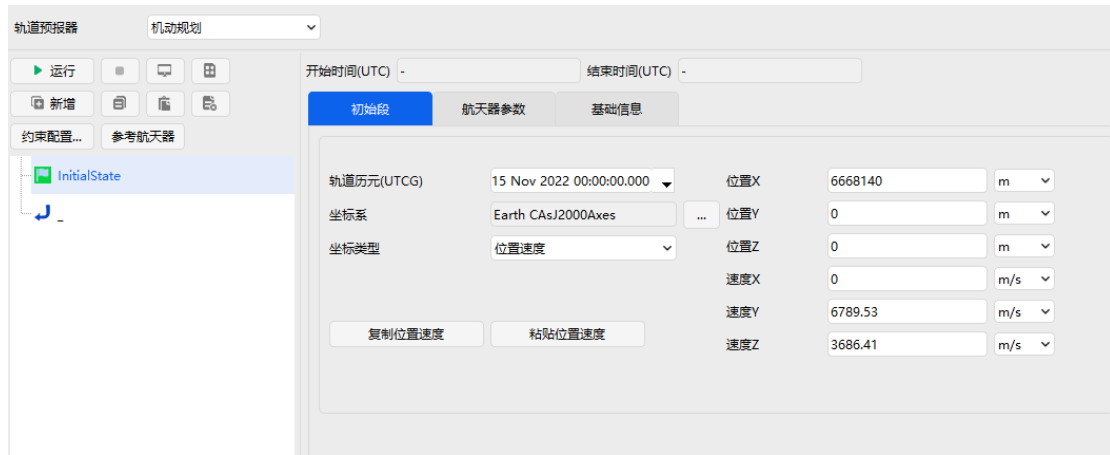 轨道预报器 机动规划
运行
开始时间(UTC) - 结束时间(UTC) -
新增
初始段 航天器参数 基础信息
约束配置... 参考航天器
InitialState
_
轨道历元(UTCG) 15 Nov 2022 00:00:00.000 位置X 6668140 m
坐标系 Earth CAsJ2000Axes ... 位置Y 0 m
坐标类型 位置速度 位置Z 0 m
速度X 0 m/s
速度Y 6789.53 m/s
复制位置速度 粘贴位置速度
速度Z 3686.41 m/s